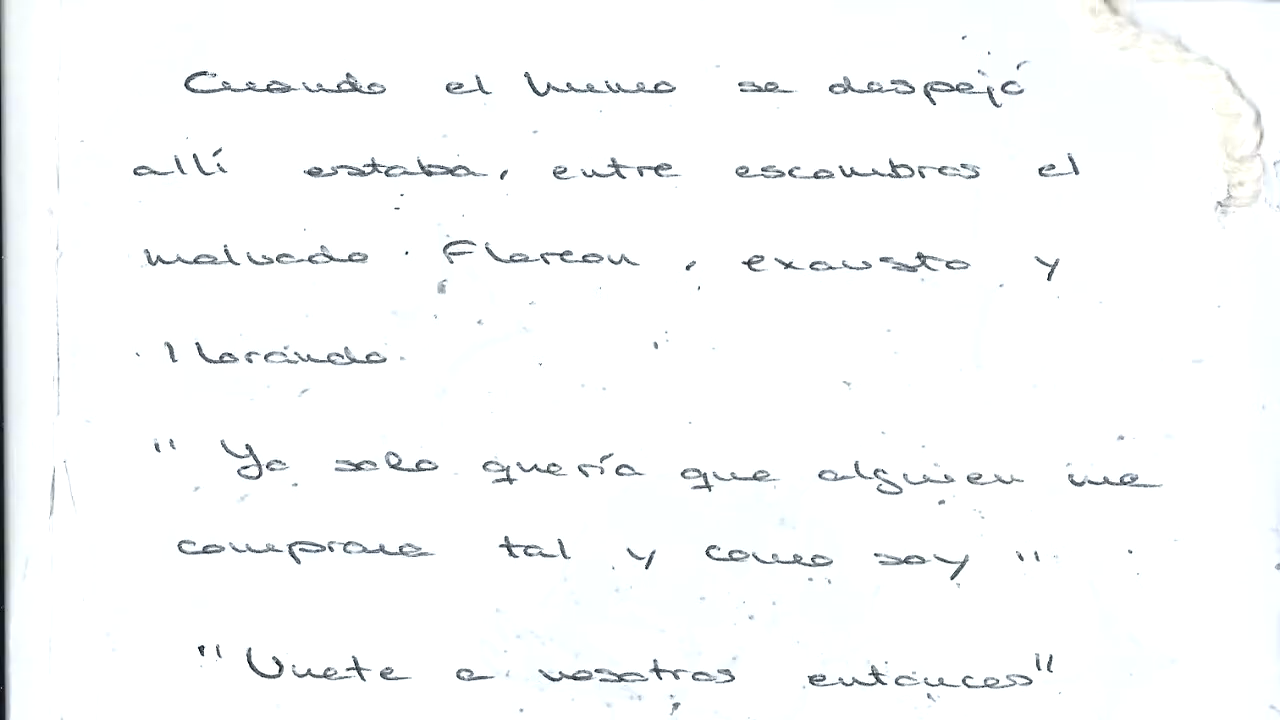 Cuando el humo se despejó
allí estaba, entre escombros el
malvado Flareon, exausto y
llorando.
"Yo solo quería que alguien me
comprara tal y como soy"
"Unete a nosotros entonces"